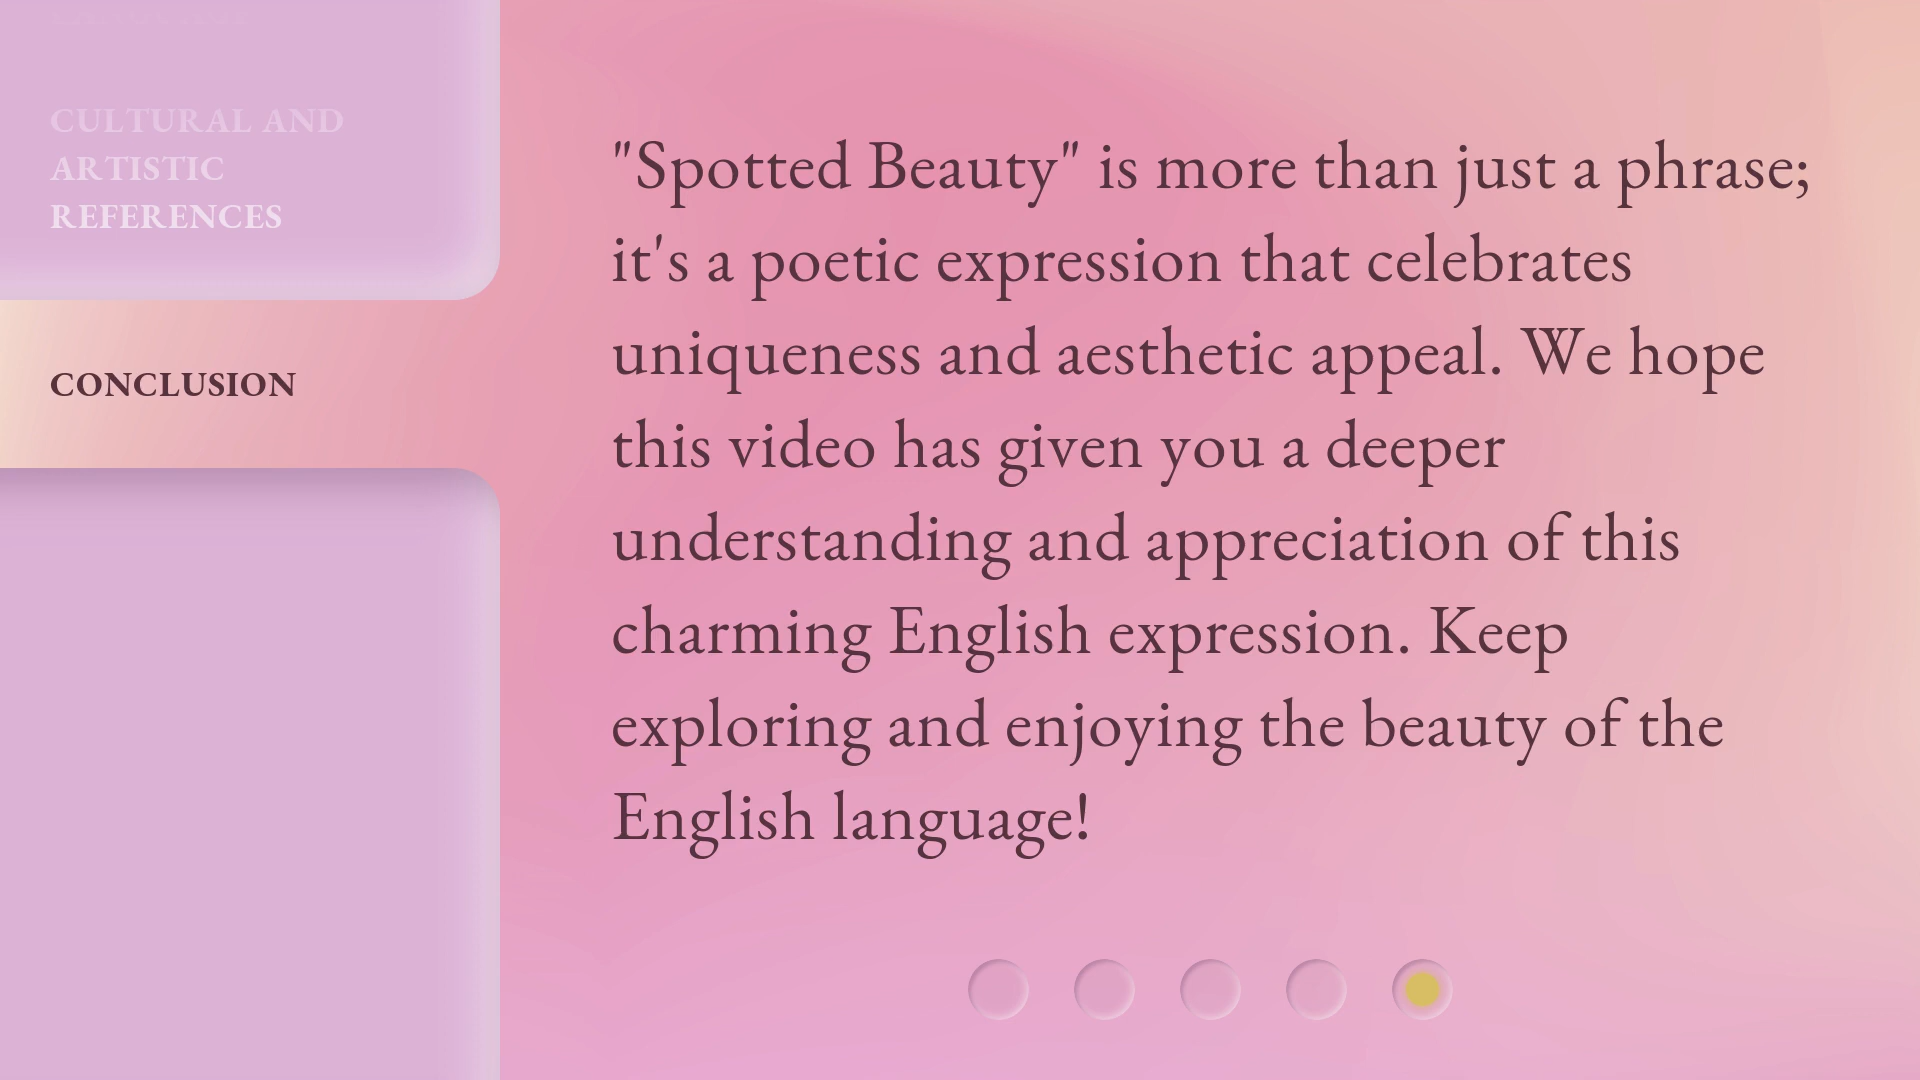 CULTURAL AND
ARTISTIC
REFERENCES
CONCLUSION
"Spotted Beauty" is more than just a phrase;
it's a poetic expression that celebrates
uniqueness and aesthetic appeal. We hope
this video has given you a deeper
understanding and appreciation of this
charming English expression. Keep
exploring and enjoying the beauty of the
English language!